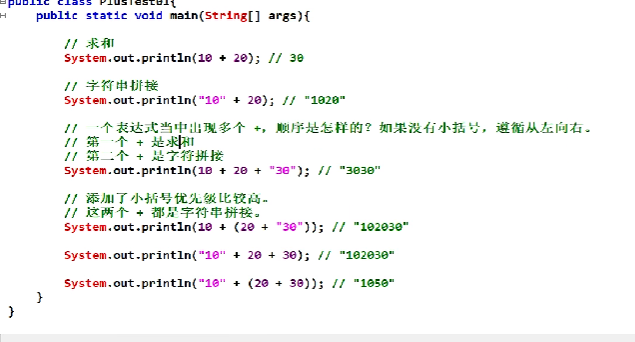 public class PlusTest01{
public static void main(String[] args){
// 求和
System.out.println(10 + 20); // 30
// 字符串拼接
System.out.println("10" + 20); // "1020"
// 一个表达式当中出现多个 +, 顺序是怎样的? 如果没有小括号, 遵循从左向右。
// 第一个 + 是求和
// 第二个 + 是字符拼接
System.out.println(10 + 20 + "30"); // "3030"
// 添加了小括号优先级比较高。
// 这两个 + 都是字符串拼接。
System.out.println(10 + (20 + "30")); // "102030"
System.out.println("10" + 20 + 30); // "102030"
System.out.println("10" + (20 + 30)); // "1050"
}
}